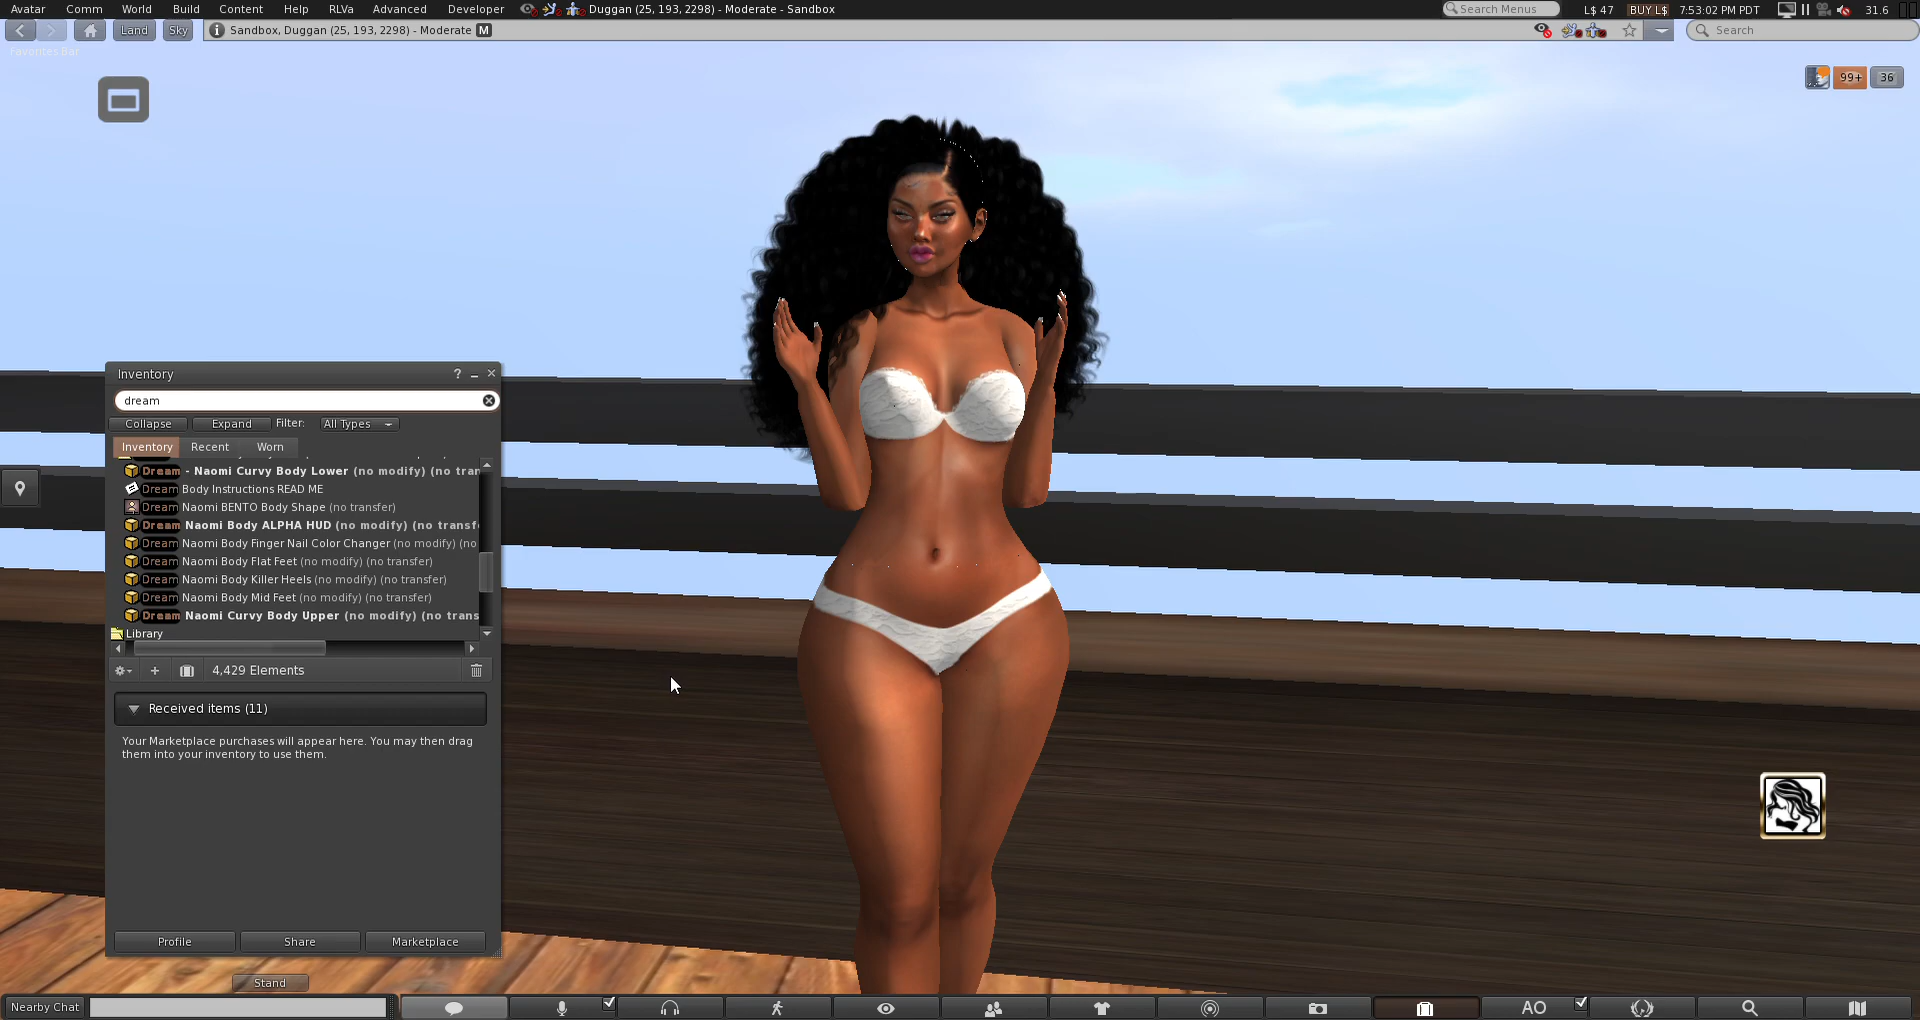 Avatar Comm World Build Content Help RLVa Advanced Developer Duggan (25, 193, 2298) - Moderate - Sandbox Search Menus L$ 47 BUY L$ 7:53:02 PM PDT 31.6
Land Sky Sandbox, Duggan (25, 193, 2298) - Moderate M Search
Favorites Bar
99+ 36
Inventory ?
dream
Collapse Expand Filter: All Types
Inventory Recent Worn
Dream - Naomi Curvy Body Lower (no modify) (no tran
Dream Body Instructions READ ME
Dream Naomi BENTO Body Shape (no transfer)
Dream Naomi Body ALPHA HUD (no modify) (no transf
Dream Naomi Body Finger Nail Color Changer (no modify) (no
Dream Naomi Body Flat Feet (no modify) (no transfer)
Dream Naomi Body Killer Heels (no modify) (no transfer)
Dream Naomi Body Mid Feet (no modify) (no transfer)
Dream Naomi Curvy Body Upper (no modify) (no trans
Library
4,429 Elements
Received items (11)
Your Marketplace purchases will appear here. You may then drag
them into your inventory to use them.
Profile Share Marketplace
Stand
Nearby Chat AO